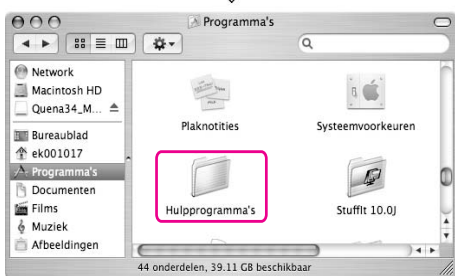 Programma's
Network
Macintosh HD
Quena34_M...
Bureaublad
ek001017
Programma's
Documenten
Films
Muziek
Afbeeldingen
Plaknotities
Systeemvoorkeuren
Hulpprogramma's
StuffIt 10.0J
44 onderdelen, 39.11 GB beschikbaar